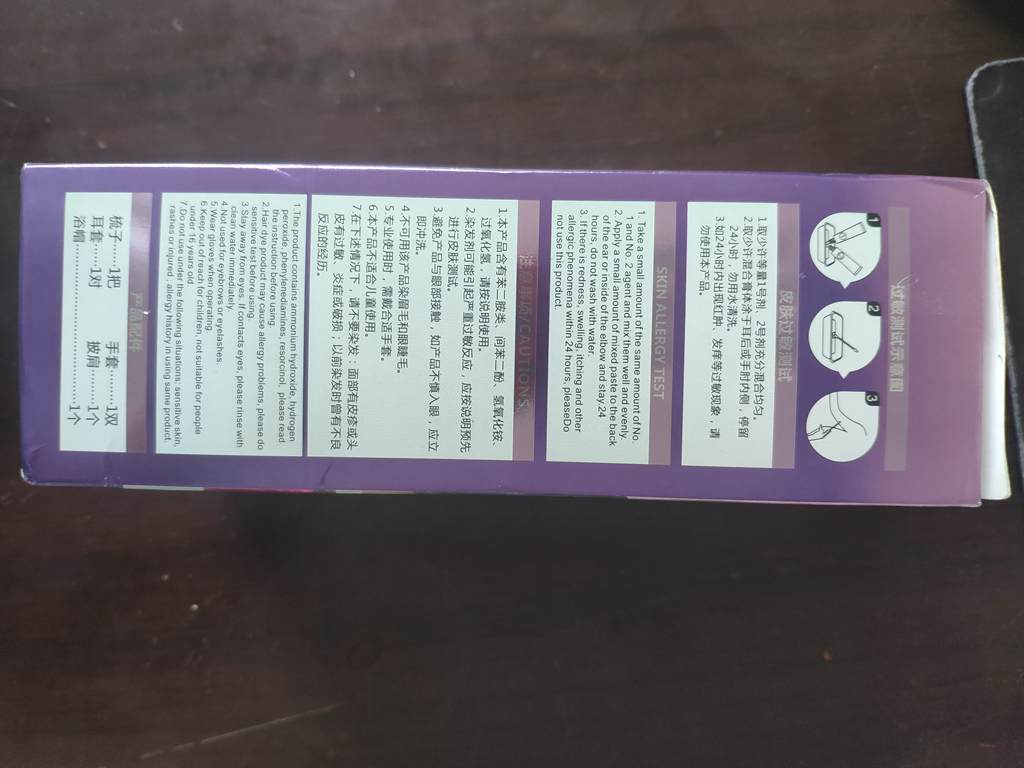 过敏测试示意图
1
2
3
皮肤过敏测试
1.取少许等量1号剂、2号剂充分混合均匀。
2.取少许混合膏体涂于耳后或手肘内侧，停留
24小时，勿用水清洗。
3.如24小时内出现红肿、发痒等过敏现象，请
勿使用本产品。
SKIN ALLERGY TEST
1. Take a small amount of the same amount of No.
1 and No. 2 agent and mix them well and evenly.
2. Apply a small amount of mixed paste to the back
of the ear or inside of the elbow and stay:24
hours, do not wash with water
3. If there is redness, swelling, itching and other
allergic phenomena within 24 hours, pleaseDo
not use this product.
注意事项/CAUTIONS
1.本产品含有苯二胺类、间苯二酚、氢氧化铵、
过氧化氢，请按说明使用。
2.染发剂可能引起严重过敏反应，应按说明预先
进行皮肤测试。
3.避免产品与眼部接触，如产品不慎入眼，应立
即冲洗。
4.不可用该产品染眉毛和眼睫毛。
5.专业使用时，需戴合适手套。
6.本产品不适合儿童使用。
7.在下述情况下，请不要染发：面部有皮疹或头
皮有过敏、炎症或破损；以前染发时曾有不良
反应的经历。
1.The product contains ammonium hydroxide, hydrogen
peroxide, phenylenediamines, resorcinol, please read
the instruction before using.
2.Hair dye product may cause allergy problems, please do
sensitivity test before using
3.Stay away from eyes. If contacts eyes, please rinse with
clean water immediately.
4.Not used for eyebrows or eyelashes.
5.Wear gloves when operating.
6.Keep out of reach for children, not suitable for people
under 16 years old.
7.Do not use under the following situations: sensitive skin,
rashes or injured , allergy history in using same product
产品配件
梳子……1把 手套……1双
耳套……1对 披肩……1个
浴帽……………………1个